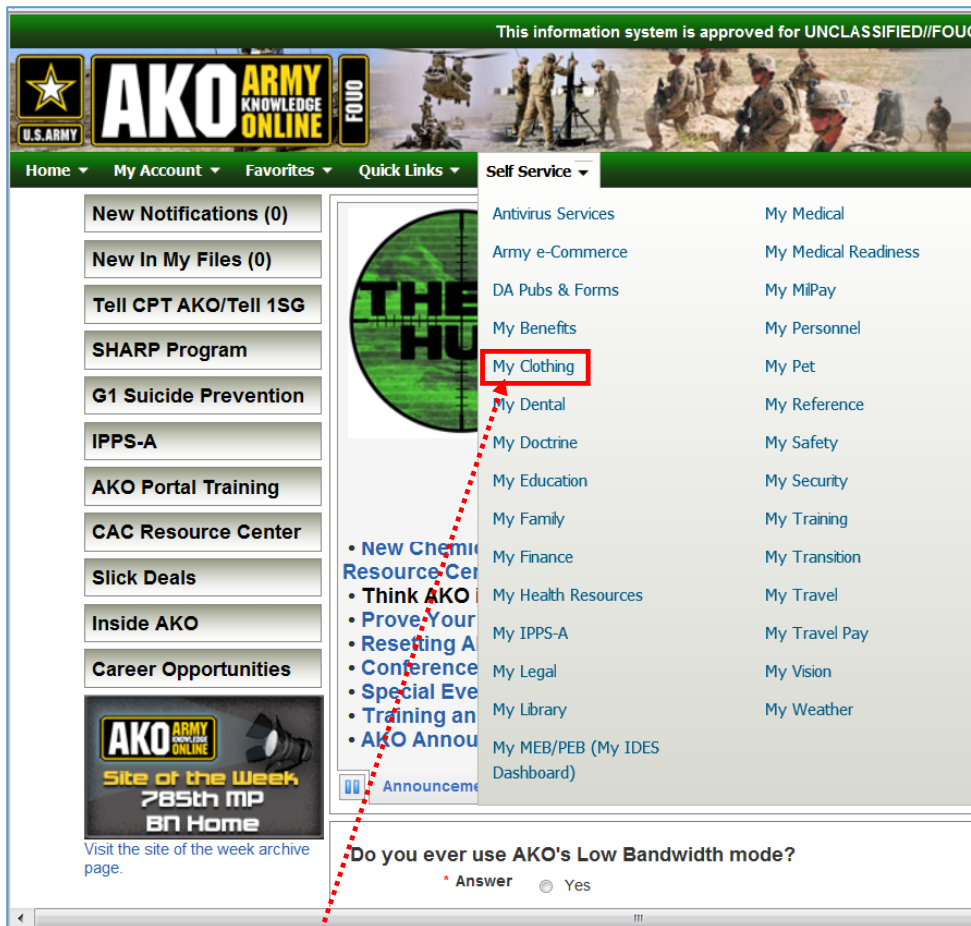 This information system is approved for UNCLASSIFIED//FOUO
U.S.ARMY
AKO ARMY KNOWLEDGE ONLINE
FOUO
Home
My Account
Favorites
Quick Links
Self Service
New Notifications (0)
New In My Files (0)
Tell CPT AKO/Tell 1SG
SHARP Program
G1 Suicide Prevention
IPPS-A
AKO Portal Training
CAC Resource Center
Slick Deals
Inside AKO
Career Opportunities
AKO ARMY KNOWLEDGE ONLINE
Site of the Week
785th MP
BN Home
Visit the site of the week archive
page.
THE
HU
• New Chemi
Resource Cen
• Think AKO i
• Prove Your
• Resetting A
• Conference
• Special Eve
• Training an
• AKO Annou
Announceme
Antivirus Services
Army e-Commerce
DA Pubs & Forms
My Benefits
My Clothing
My Dental
My Doctrine
My Education
My Family
My Finance
My Health Resources
My IPPS-A
My Legal
My Library
My MEB/PEB (My IDES
Dashboard)
My Medical
My Medical Readiness
My MilPay
My Personnel
My Pet
My Reference
My Safety
My Security
My Training
My Transition
My Travel
My Travel Pay
My Vision
My Weather
Do you ever use AKO's Low Bandwidth mode?
* Answer Yes